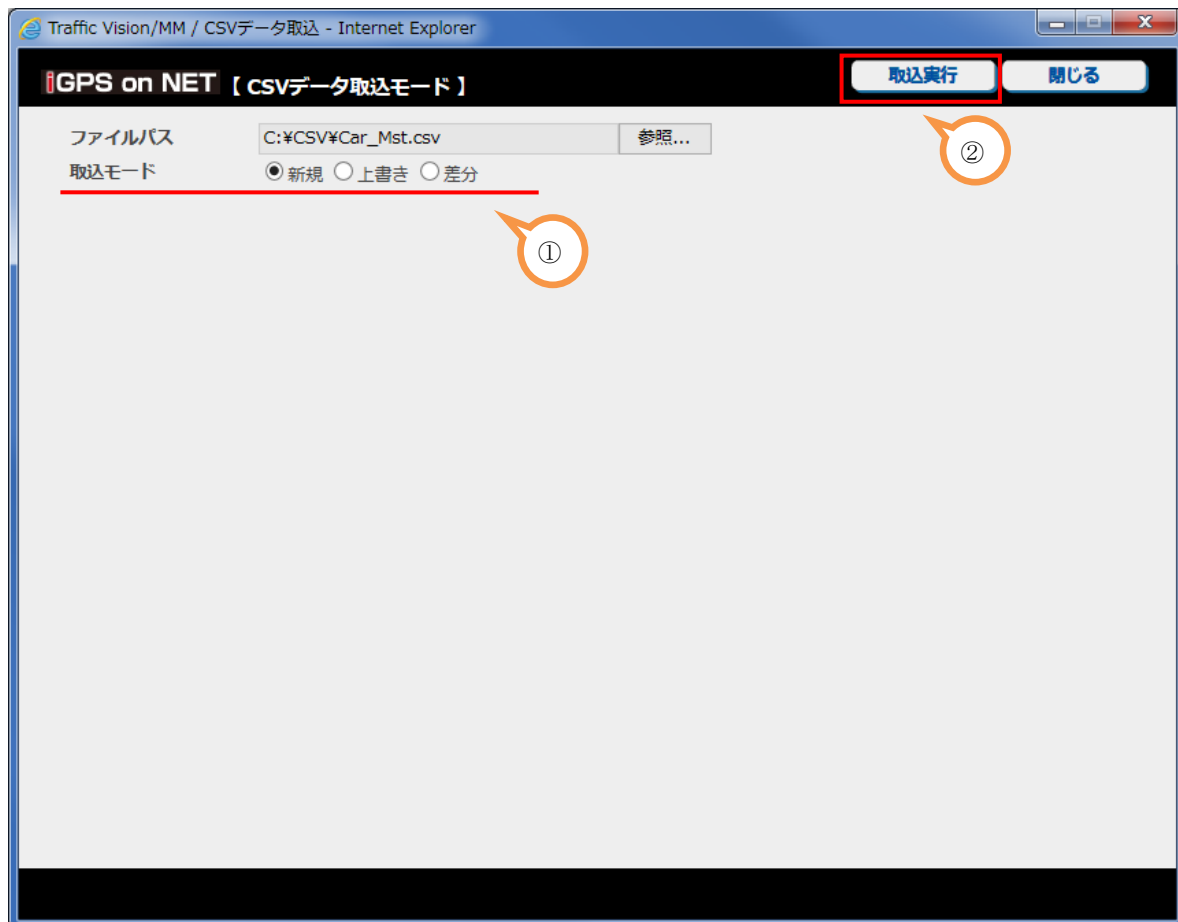 Traffic Vision/MM / CSVデータ取込 - Internet Explorer
iGPS on NET 【 CSVデータ取込モード 】 取込実行 閉じる
ファイルパス C:¥CSV¥Car_Mst.csv 参照...
②
取込モード 新規 上書き 差分
①